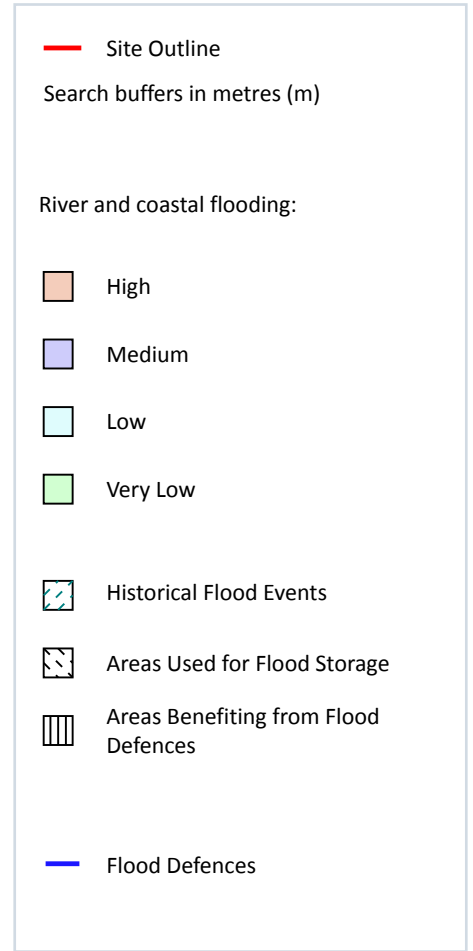 Site Outline
Search buffers in metres (m)
River and coastal flooding:
High
Medium
Low
Very Low
Historical Flood Events
Areas Used for Flood Storage
Areas Benefiting from Flood
Defences
Flood Defences